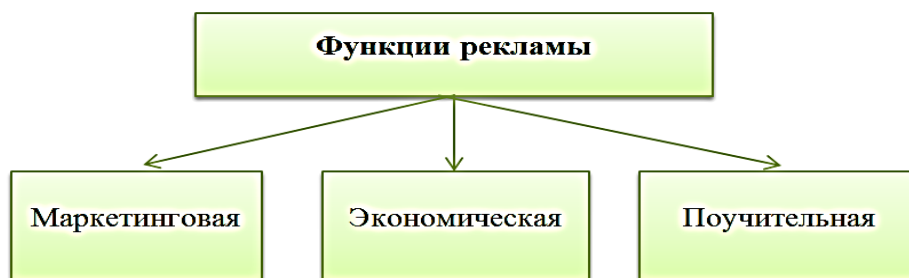 Функции рекламы
Маркетинговая
Экономическая
Поучительная